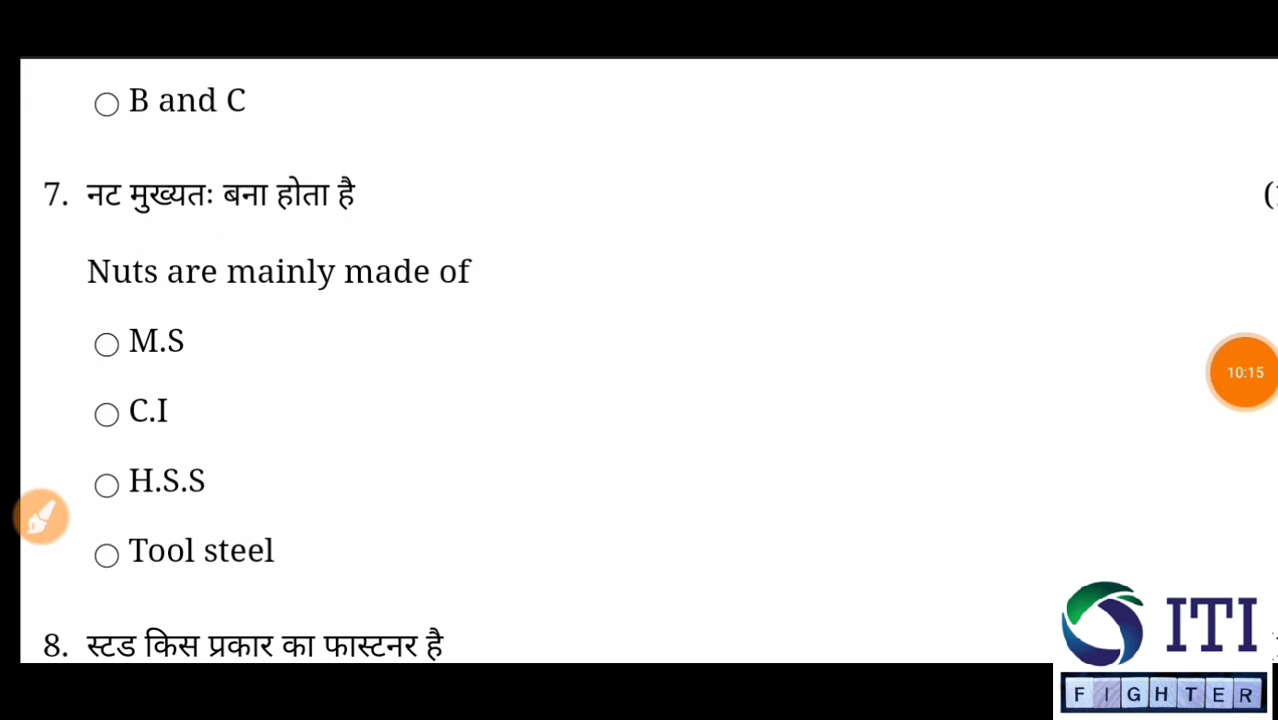 B and C
7. नट मुख्यतः बना होता है
Nuts are mainly made of
M.S
C.I
10:15
H.S.S
Tool steel
8. स्टड किस प्रकार का फास्टनर है
ITI
FIGHTER